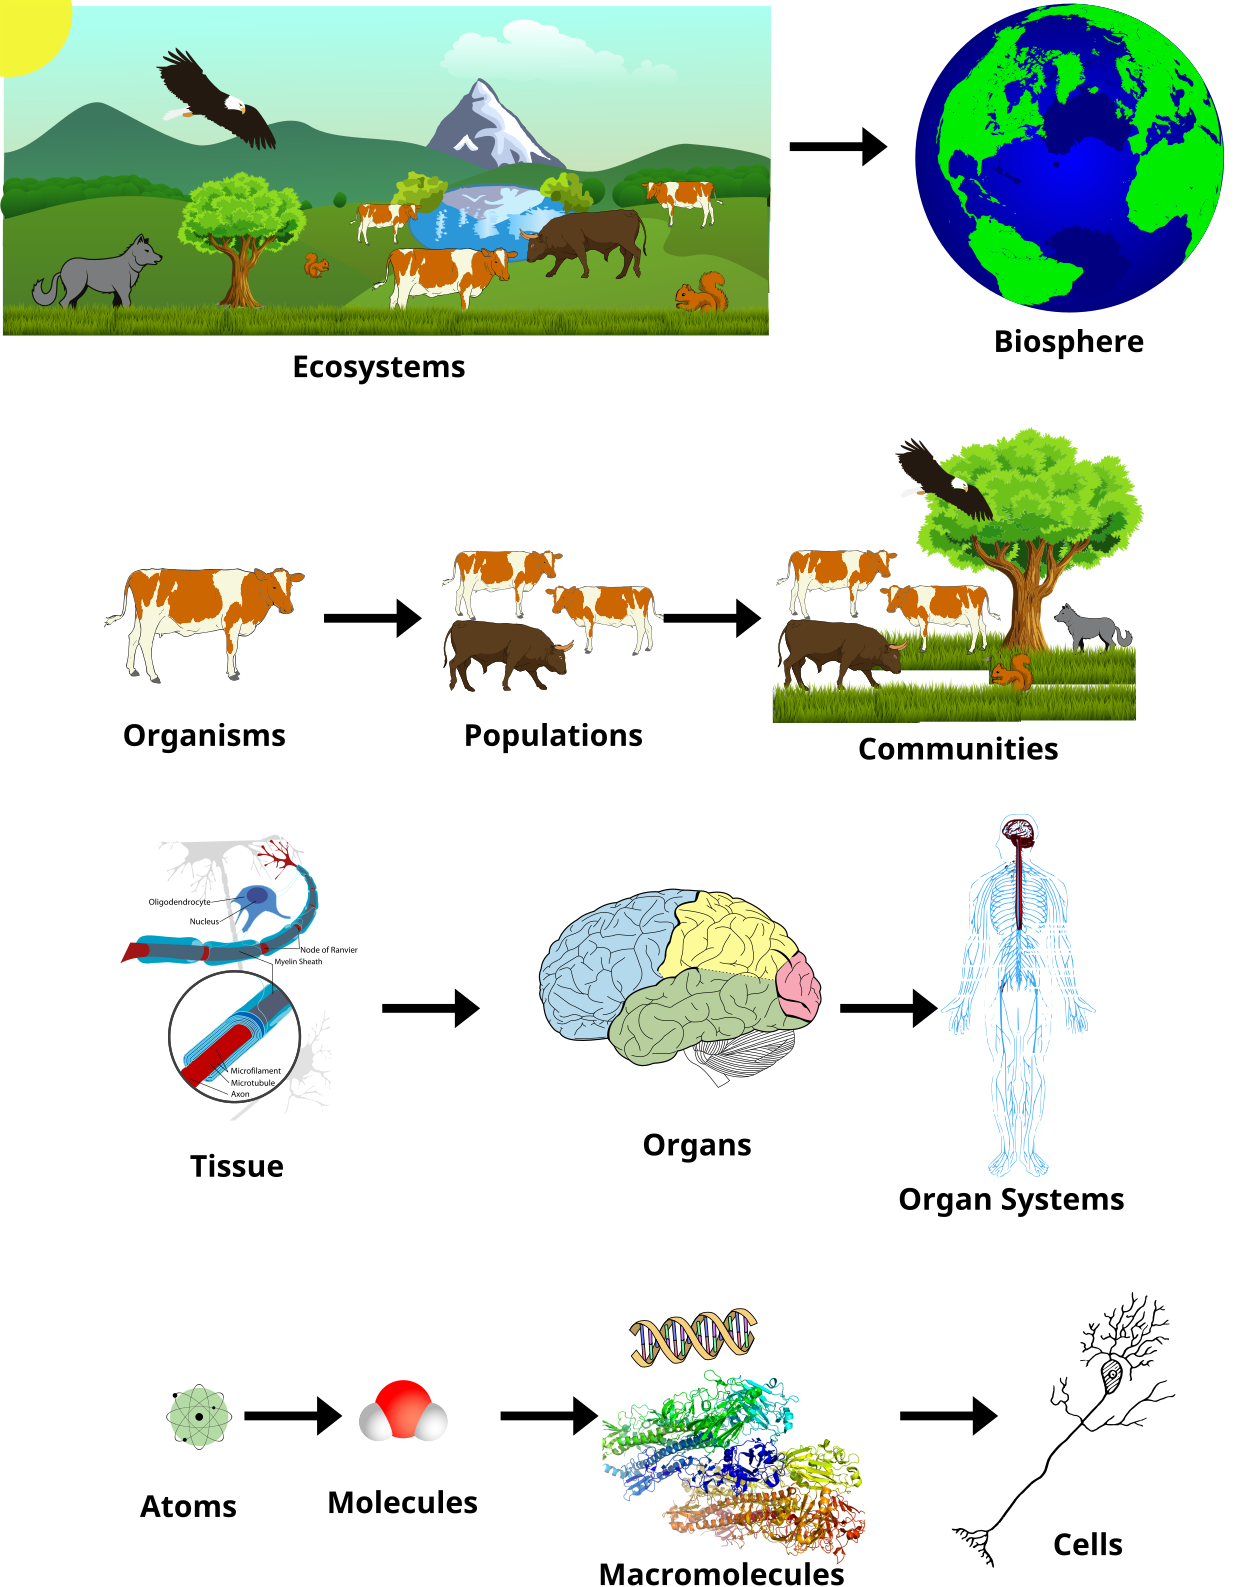 Ecosystems
Biosphere
Organisms
Populations
Communities
Oligodendrocyte
Nucleus
Node of Ranvier
Myelin Sheath
Microfilament
Microtubule
Axon
Tissue
Organs
Organ Systems
Atoms
Molecules
Macromolecules
Cells